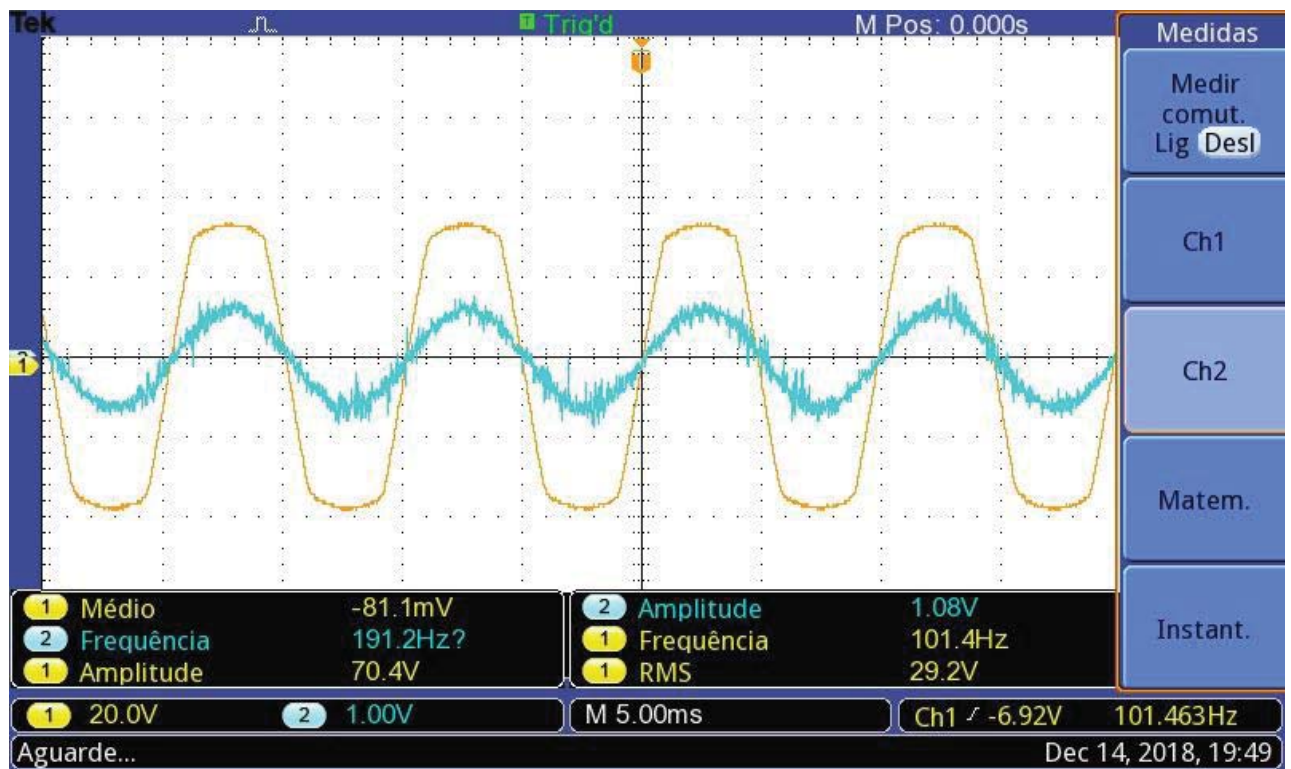 Tek
T Trig'd
M Pos: 0.000s
Medidas
Medir
comut.
Lig Desl
Ch1
Ch2
Matem.
Instant.
T
2
1
1 Médio -81.1mV
2 Frequência 191.2Hz?
1 Amplitude 70.4V
2 Amplitude 1.08V
1 Frequência 101.4Hz
1 RMS 29.2V
1 20.0V 2 1.00V M 5.00ms Ch1 -6.92V 101.463Hz
Aguarde... Dec 14, 2018, 19:49